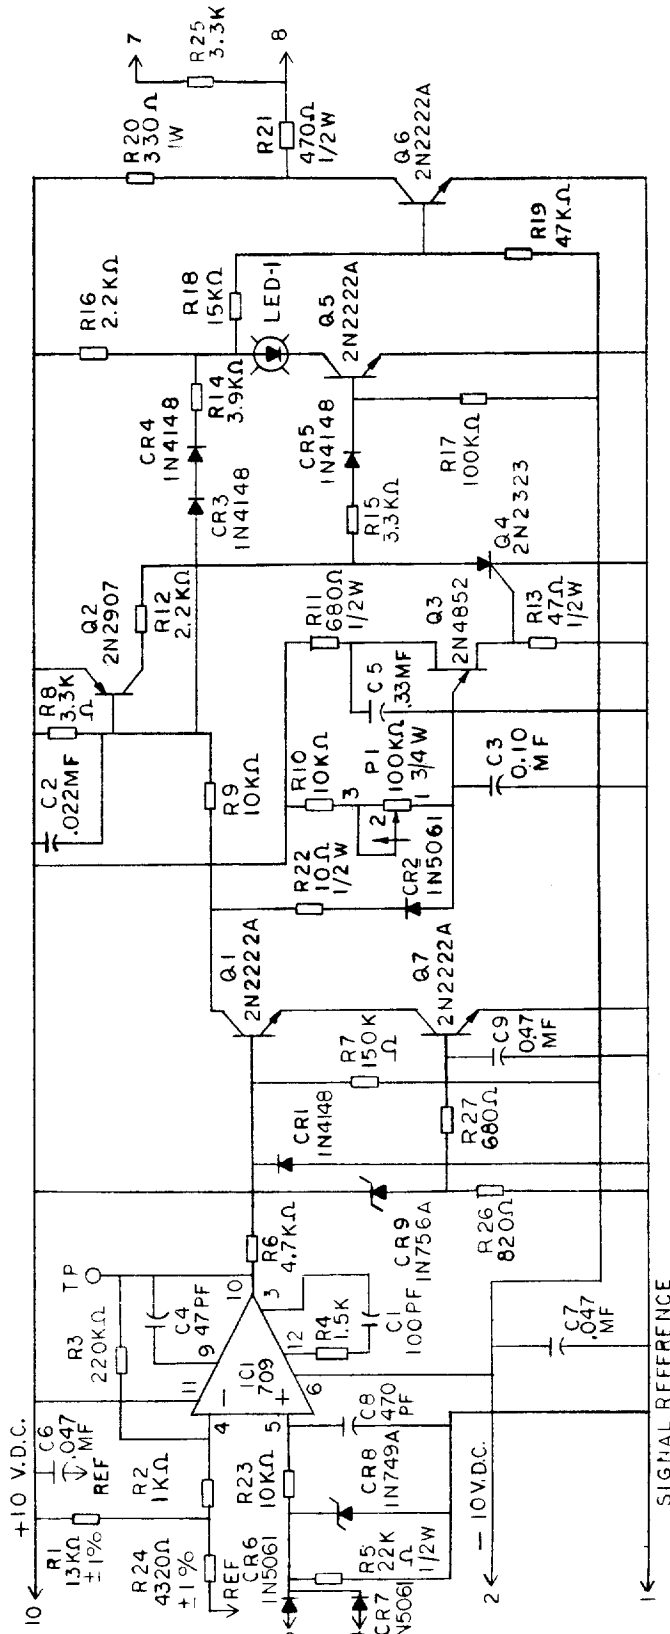 7
R25
3.3K
8
R20
330Ω
1W
R21
470Ω
1/2W
Q6
2N2222A
R19
47KΩ
R16
2.2KΩ
R18
15KΩ
LED-1
Q5
2N2222A
R14
3.9KΩ
CR4
1N4148
CR3
1N4148
CR5
1N4148
R17
100KΩ
R15
3.3KΩ
Q4
2N2323
Q2
2N2907
R12
2.2KΩ
R11
680Ω
1/2W
Q3
2N4852
R13
47Ω
1/2W
R8
3.3K
Ω
C5
.33MF
C2
.022MF
R9
10KΩ
R10
10KΩ
3
P1
100KΩ
3/4W
2
1
C3
0.10
MF
R22
10Ω
1/2W
CR2
1N5061
Q1
2N2222A
Q7
2N2222A
R7
150K
Ω
C9
.047
MF
CR1
1N4148
R27
680Ω
R6
4.7KΩ
CR9
1N756A
R26
820Ω
TP
R3
220KΩ
C4
47PF
10
3
9
12
R4
1.5K
C1
100PF
11
IC1
709
6
4
5
C7
.047
MF
+10 V.D.C.
C6
.047
MF
REF
R2
1KΩ
R23
10KΩ
C8
470
PF
CR8
1N749A
R1
13KΩ
±1%
R24
4320Ω
±1%
REF
CR6
1N5061
R5
22K
Ω
1/2W
CR7
-10V.D.C.
10
2
1
SIGNAL REFERENCE